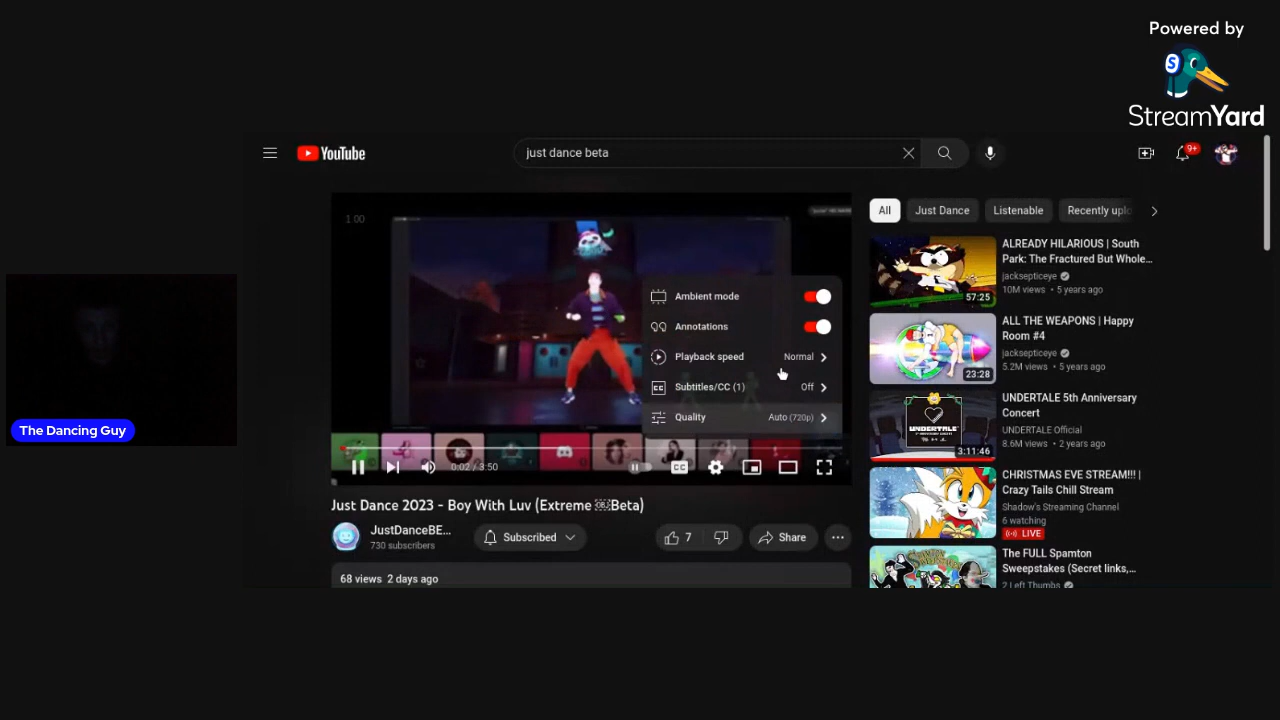 Powered by
S
StreamYard
YouTube
just dance beta
9+
1 00
Ambient mode
Annotations
Playback speed Normal
Subtitles/CC (1) Off
Quality Auto (720p)
0:02 / 3:50
CC
Just Dance 2023 - Boy With Luv (Extreme ￼Beta)
JustDanceBE...
730 subscribers
Subscribed
7
Share
68 views 2 days ago
The Dancing Guy
All
Just Dance
Listenable
Recently uplo
ALREADY HILARIOUS | South
Park: The Fractured But Whole...
jacksepticeye
10M views • 5 years ago
57:25
ALL THE WEAPONS | Happy
Room #4
jacksepticeye
5.2M views • 5 years ago
23:28
UNDERTALE 5th Anniversary
Concert
UNDERTALE Official
8.6M views • 2 years ago
UNDERTALE
3:11:46
CHRISTMAS EVE STREAM!!! |
Crazy Tails Chill Stream
Shadow's Streaming Channel
6 watching
LIVE
The FULL Spamton
Sweepstakes (Secret links,...
2 Left Thumbs